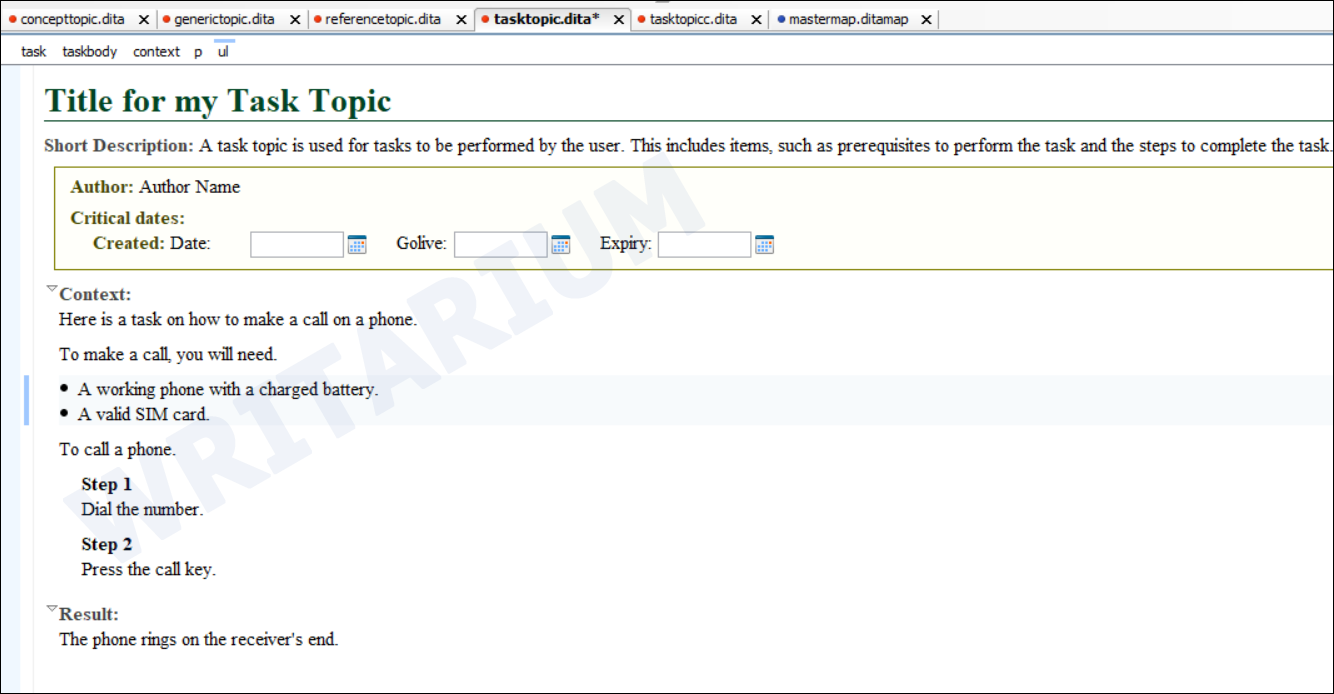 concepttopic.dita generictopic.dita referencetopic.dita tasktopic.dita* tasktopicc.dita mastermap.ditamap
task taskbody context p ul
Title for my Task Topic
Short Description: A task topic is used for tasks to be performed by the user. This includes items, such as prerequisites to perform the task and the steps to complete the task.
Author: Author Name
Critical dates:
Created: Date: Golive: Expiry:
Context:
Here is a task on how to make a call on a phone.
To make a call, you will need.
• A working phone with a charged battery.
• A valid SIM card.
To call a phone.
Step 1
Dial the number.
Step 2
Press the call key.
Result:
The phone rings on the receiver's end.
WRITARIUM